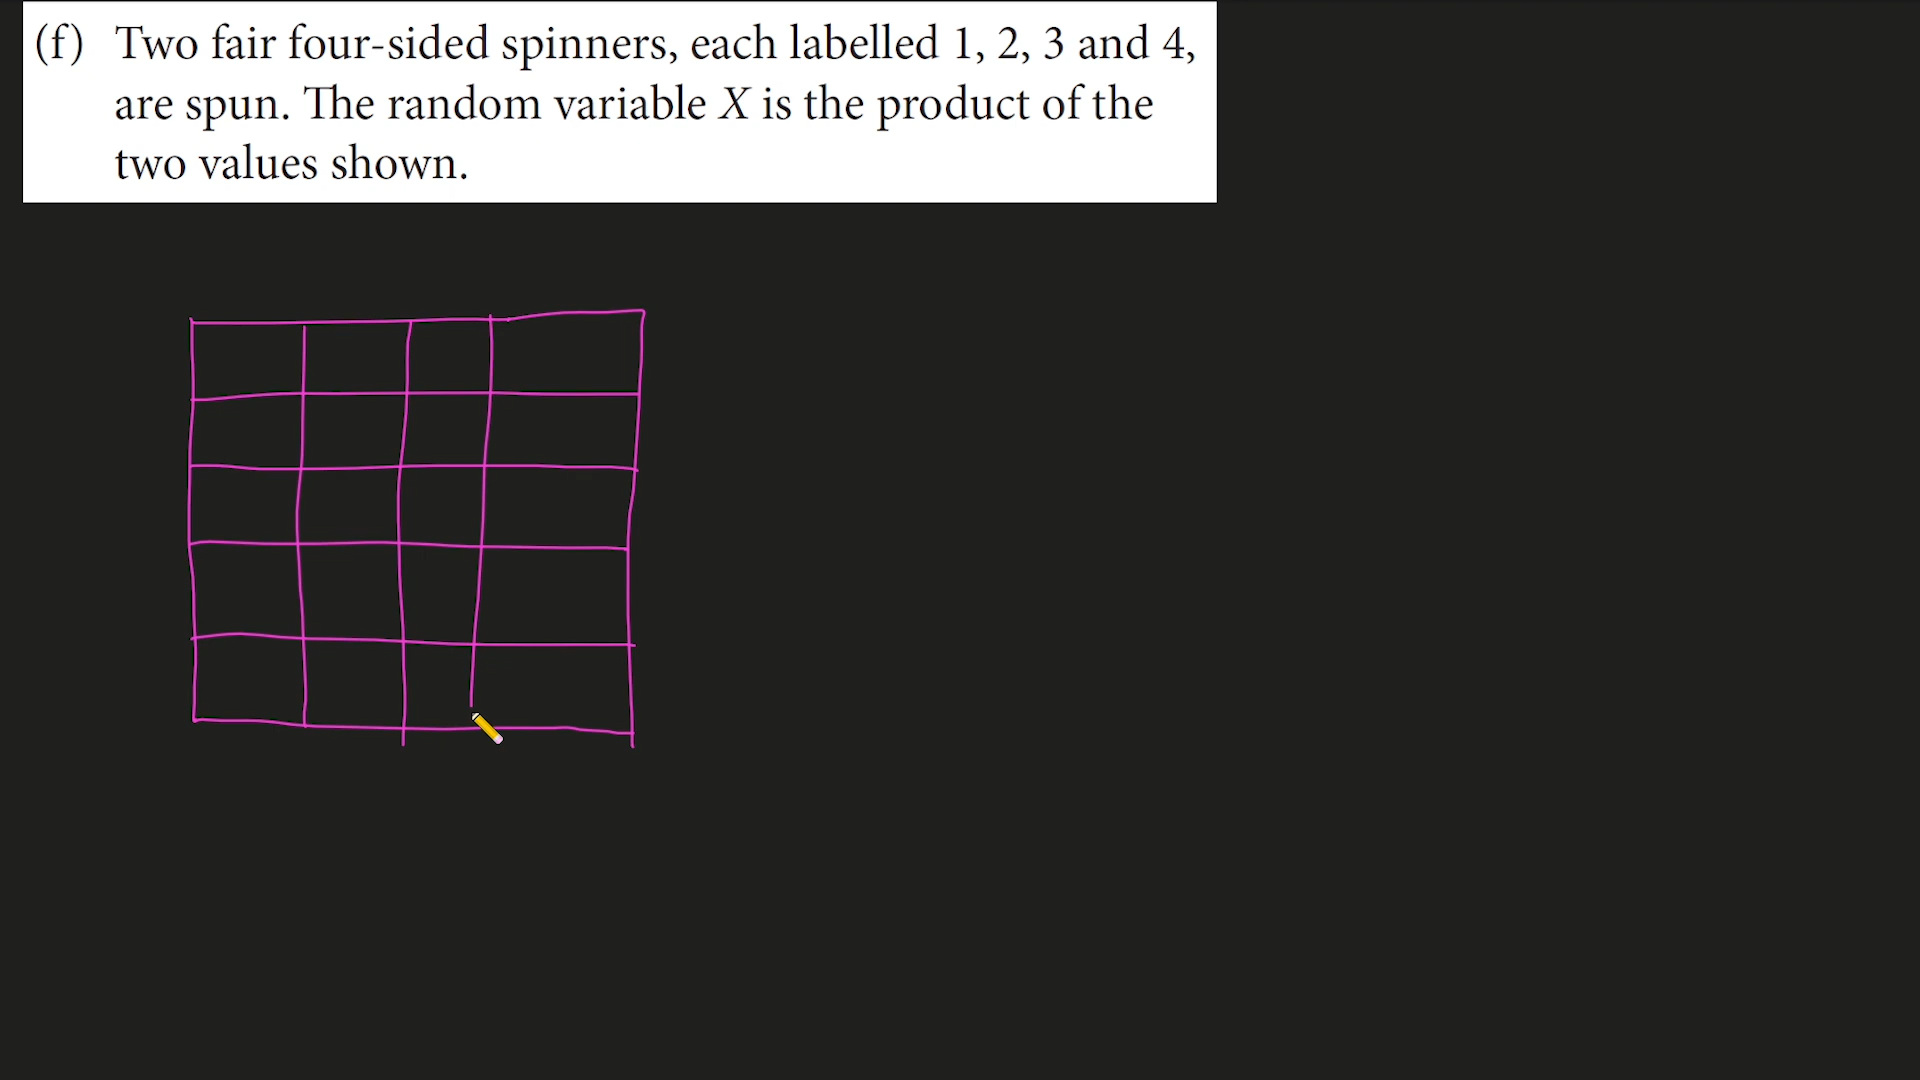 (f) Two fair four-sided spinners, each labelled 1, 2, 3 and 4,
are spun. The random variable X is the product of the
two values shown.